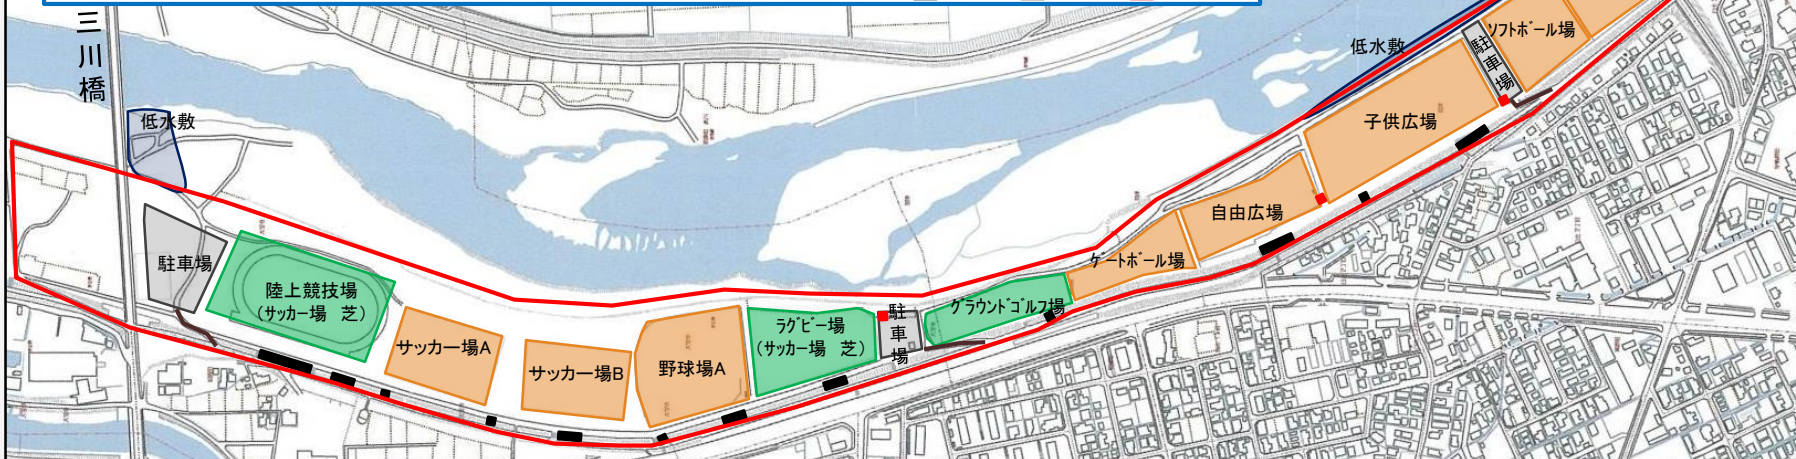 三川橋
低水敷
駐車場
陸上競技場
（サッカー場　芝）
サッカー場A
サッカー場B
野球場A
ラグビー場
（サッカー場　芝）
駐車場
グラウンドゴルフ場
ゲートボール場
自由広場
子供広場
低水敷
駐車場
ソフトボール場